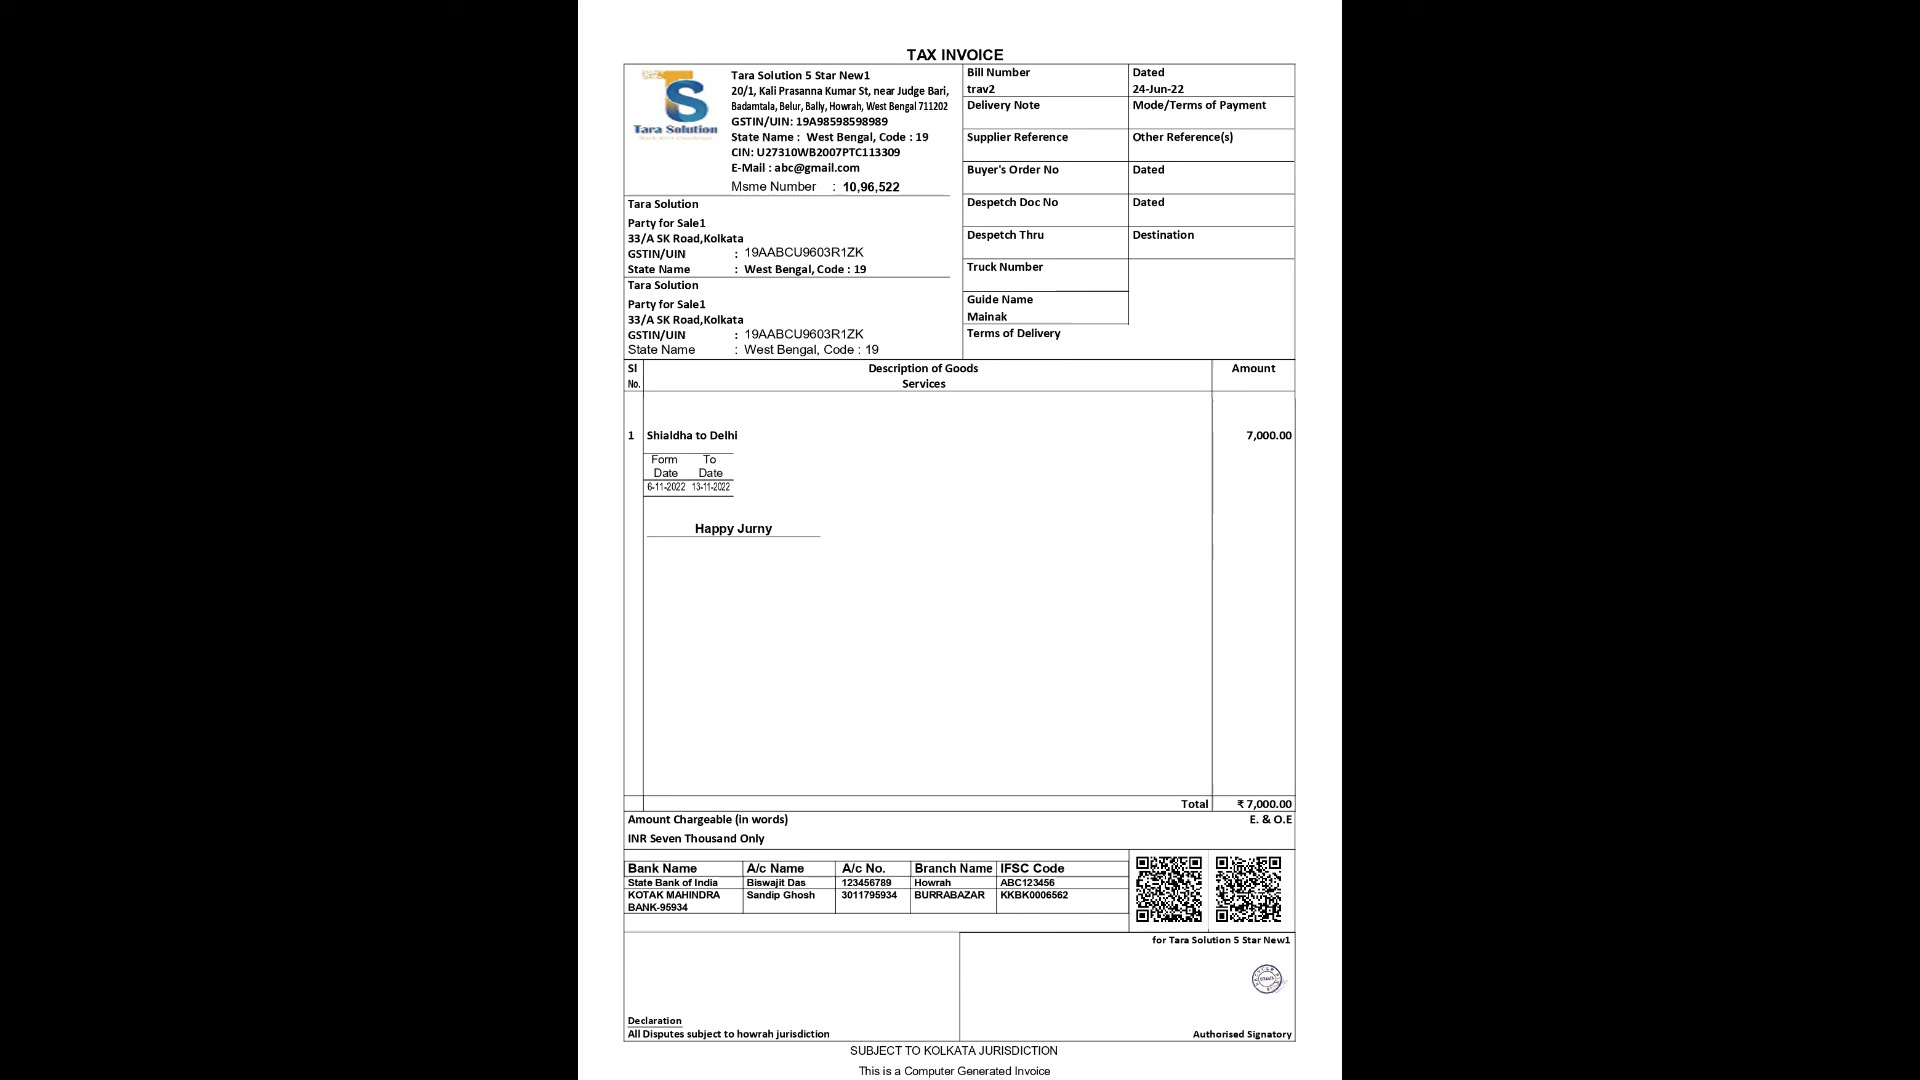 TAX INVOICE
Tara Solution
Tara Solution 5 Star New1
20/1, Kali Prasanna Kumar St, near Judge Bari,
Badamtala, Belur, Bally, Howrah, West Bengal 711202
GSTIN/UIN: 19A98598598989
State Name : West Bengal, Code : 19
CIN: U27310WB2007PTC113309
E-Mail : abc@gmail.com
Msme Number : 10,96,522
Bill Number Dated
trav2 24-Jun-22
Delivery Note Mode/Terms of Payment
Supplier Reference Other Reference(s)
Buyer's Order No Dated
Despetch Doc No Dated
Despetch Thru Destination
Truck Number
Guide Name
Mainak
Terms of Delivery
Tara Solution
Party for Sale1
33/A SK Road,Kolkata
GSTIN/UIN : 19AABCU9603R1ZK
State Name : West Bengal, Code : 19
Tara Solution
Party for Sale1
33/A SK Road,Kolkata
GSTIN/UIN : 19AABCU9603R1ZK
State Name : West Bengal, Code : 19
Sl Description of Goods Amount
No. Services
1 Shialdha to Delhi 7,000.00
Form To
Date Date
6-11-2022 13-11-2022
Happy Jurny
Total ₹ 7,000.00
Amount Chargeable (in words) E. & O.E
INR Seven Thousand Only
Bank Name A/c Name A/c No. Branch Name IFSC Code
State Bank of India Biswajit Das 123456789 Howrah ABC123456
KOTAK MAHINDRA Sandip Ghosh 3011795934 BURRABAZAR KKBK0006562
BANK-95934
for Tara Solution 5 Star New1
Declaration
All Disputes subject to howrah jurisdiction Authorised Signatory
SUBJECT TO KOLKATA JURISDICTION
This is a Computer Generated Invoice